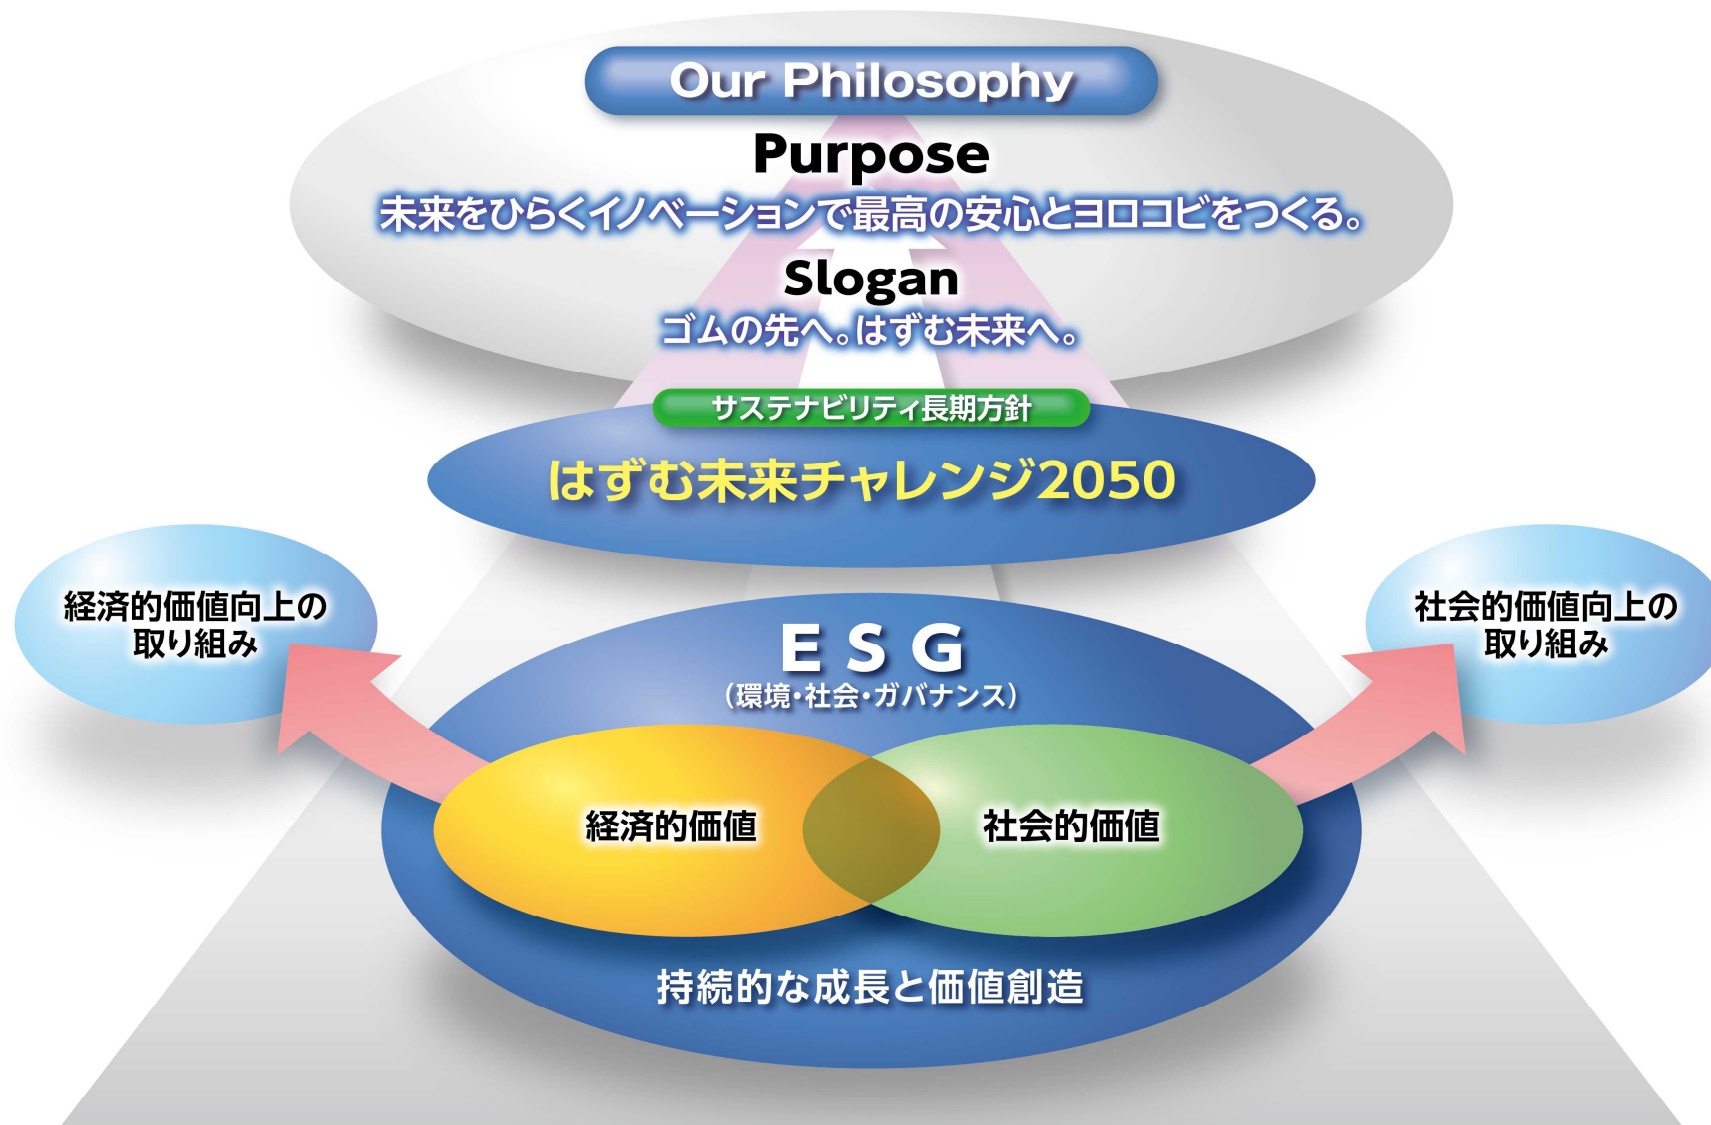 Our Philosophy
Purpose
未来をひらくイノベーションで最高の安心とヨロコビをつくる。
Slogan
ゴムの先へ。はずむ未来へ。
サステナビリティ長期方針
はずむ未来チャレンジ2050
経済的価値向上の
取り組み
社会的価値向上の
取り組み
ESG
（環境・社会・ガバナンス）
経済的価値
社会的価値
持続的な成長と価値創造